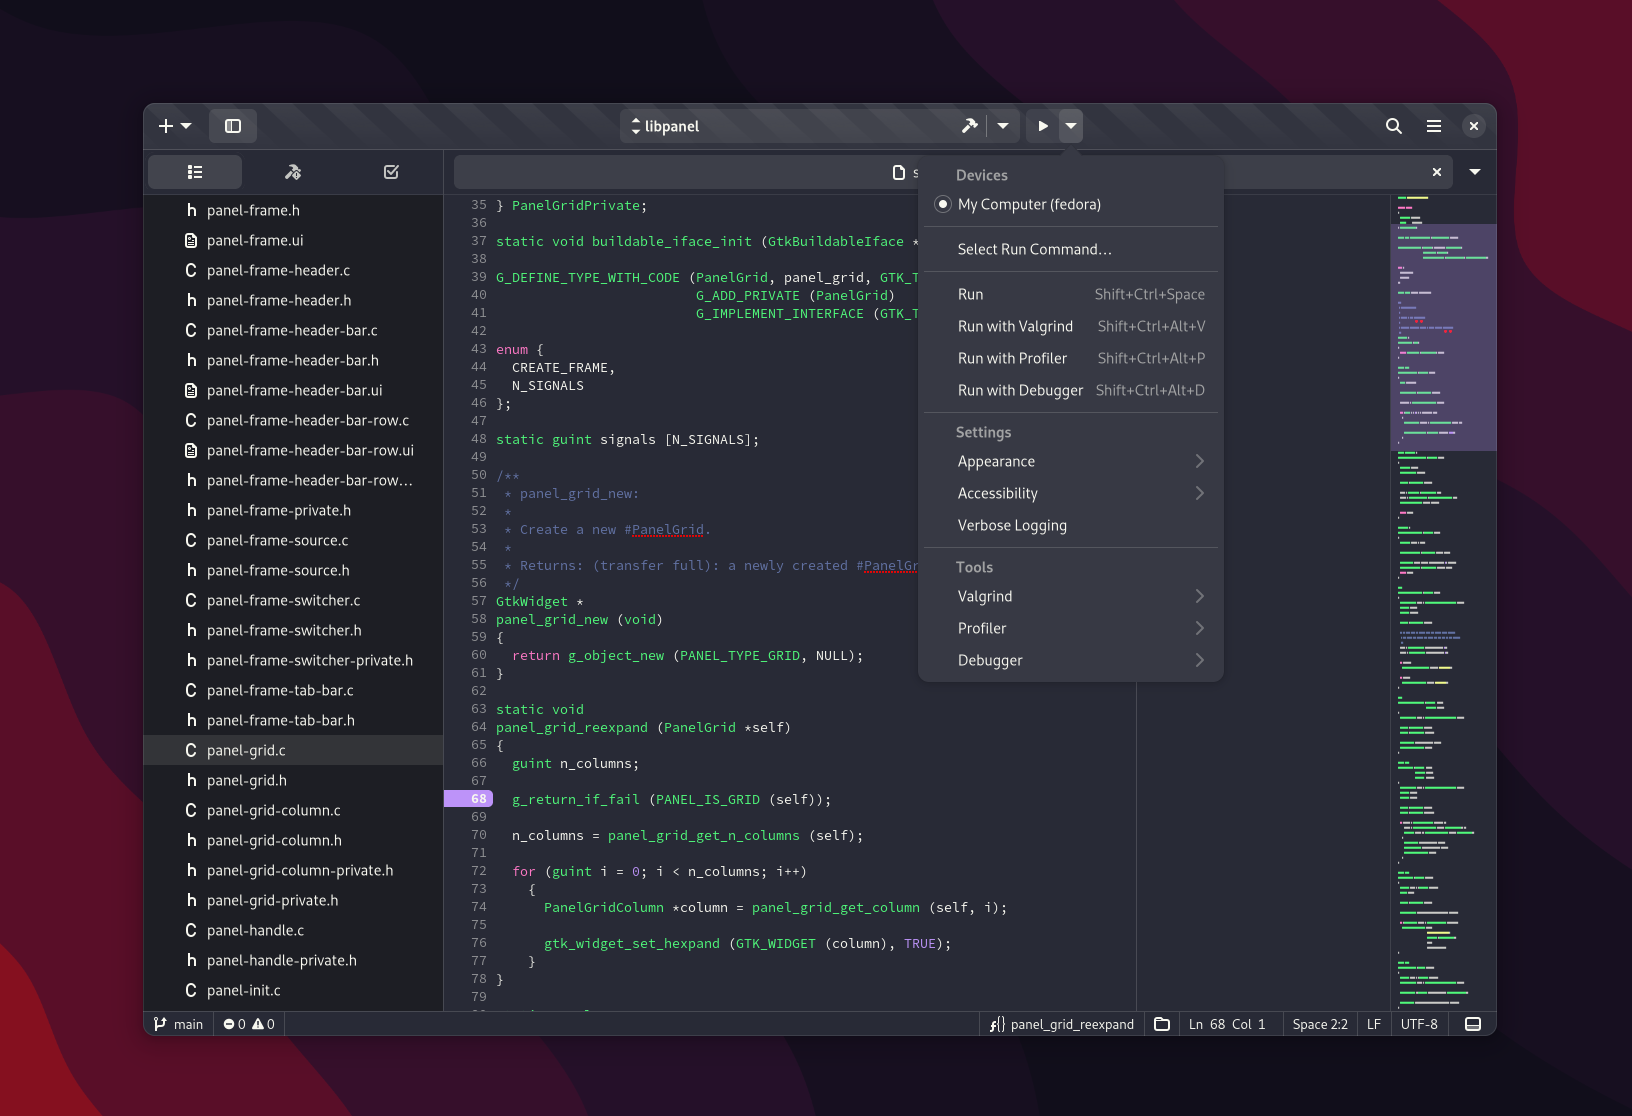 libpanel
panel-frame.h
panel-frame.ui
panel-frame-header.c
panel-frame-header.h
panel-frame-header-bar.c
panel-frame-header-bar.h
panel-frame-header-bar.ui
panel-frame-header-bar-row.c
panel-frame-header-bar-row.ui
panel-frame-header-bar-row…
panel-frame-private.h
panel-frame-source.c
panel-frame-source.h
panel-frame-switcher.c
panel-frame-switcher.h
panel-frame-switcher-private.h
panel-frame-tab-bar.c
panel-frame-tab-bar.h
panel-grid.c
panel-grid.h
panel-grid-column.c
panel-grid-column.h
panel-grid-column-private.h
panel-grid-private.h
panel-handle.c
panel-handle-private.h
panel-init.c
35 } PanelGridPrivate;
36
37 static void buildable_iface_init (GtkBuildableIface *
38
39 G_DEFINE_TYPE_WITH_CODE (PanelGrid, panel_grid, GTK_T
40 G_ADD_PRIVATE (PanelGrid)
41 G_IMPLEMENT_INTERFACE (GTK_T
42
43 enum {
44 CREATE_FRAME,
45 N_SIGNALS
46 };
47
48 static guint signals [N_SIGNALS];
49
50 /**
51 * panel_grid_new:
52 *
53 * Create a new #PanelGrid.
54 *
55 * Returns: (transfer full): a newly created #PanelGr
56 */
57 GtkWidget *
58 panel_grid_new (void)
59 {
60 return g_object_new (PANEL_TYPE_GRID, NULL);
61 }
62
63 static void
64 panel_grid_reexpand (PanelGrid *self)
65 {
66 guint n_columns;
67
68 g_return_if_fail (PANEL_IS_GRID (self));
69
70 n_columns = panel_grid_get_n_columns (self);
71
72 for (guint i = 0; i < n_columns; i++)
73 {
74 PanelGridColumn *column = panel_grid_get_column (self, i);
75
76 gtk_widget_set_hexpand (GTK_WIDGET (column), TRUE);
77 }
78 }
79
Devices
My Computer (fedora)
Select Run Command…
Run Shift+Ctrl+Space
Run with Valgrind Shift+Ctrl+Alt+V
Run with Profiler Shift+Ctrl+Alt+P
Run with Debugger Shift+Ctrl+Alt+D
Settings
Appearance
Accessibility
Verbose Logging
Tools
Valgrind
Profiler
Debugger
main 0 0 panel_grid_reexpand Ln 68 Col 1 Space 2:2 LF UTF-8